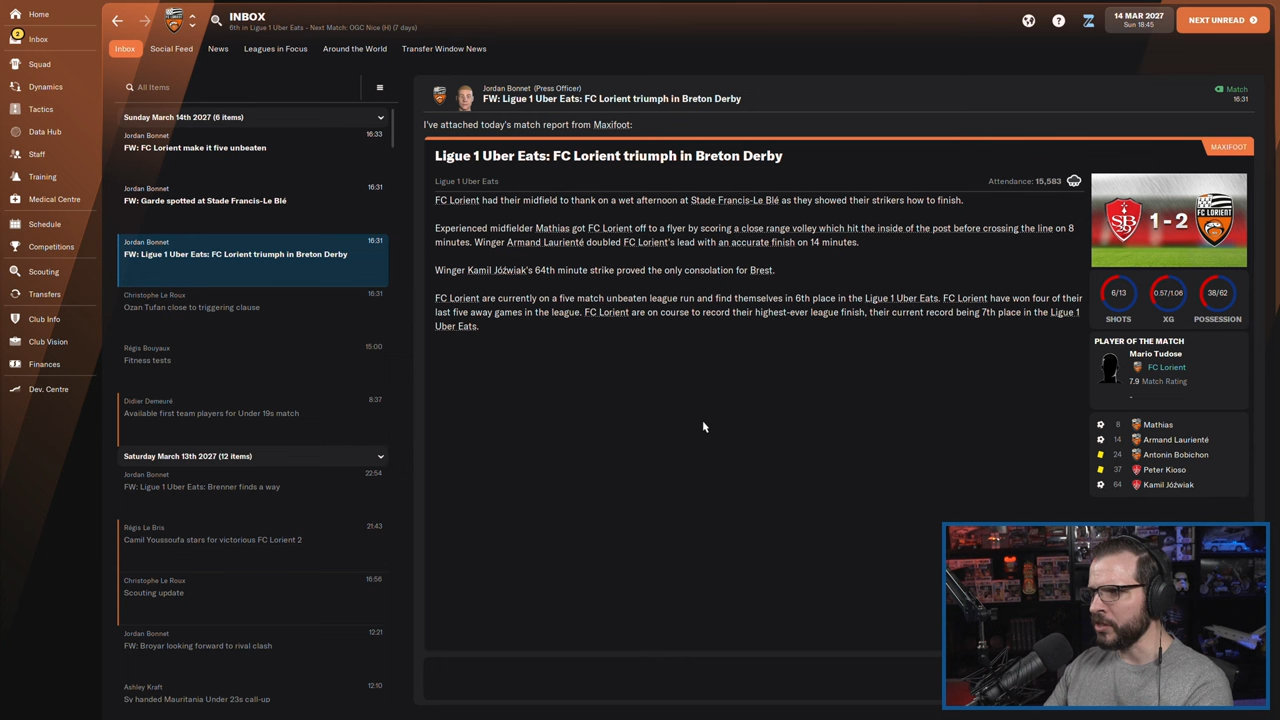 Home
2
Inbox
Squad
Dynamics
Tactics
Data Hub
Staff
Training
Medical Centre
Schedule
Competitions
Scouting
Transfers
Club Info
Club Vision
Finances
Dev. Centre
INBOX
6th in Ligue 1 Uber Eats - Next Match: OGC Nice (H) (7 days)
14 MAR 2027
Sun 18:45
NEXT UNREAD
Inbox
Social Feed
News
Leagues in Focus
Around the World
Transfer Window News
All Items
Sunday March 14th 2027 (6 items)
Jordan Bonnet 16:33
FW: FC Lorient make it five unbeaten
Jordan Bonnet 16:31
FW: Garde spotted at Stade Francis-Le Blé
Jordan Bonnet 16:31
FW: Ligue 1 Uber Eats: FC Lorient triumph in Breton Derby
Christophe Le Roux 16:31
Ozan Tufan close to triggering clause
Régis Bouyaux 15:00
Fitness tests
Didier Demeuré 8:37
Available first team players for Under 19s match
Saturday March 13th 2027 (12 items)
Jordan Bonnet 22:54
FW: Ligue 1 Uber Eats: Brenner finds a way
Régis Le Bris 21:43
Camil Youssoufa stars for victorious FC Lorient 2
Christophe Le Roux 16:56
Scouting update
Jordan Bonnet 12:21
FW: Broyar looking forward to rival clash
Ashley Kraft 12:10
Sy handed Mauritania Under 23s call-up
Jordan Bonnet (Press Officer)
FW: Ligue 1 Uber Eats: FC Lorient triumph in Breton Derby
Match
16:31
I've attached today's match report from Maxifoot:
MAXIFOOT
Ligue 1 Uber Eats: FC Lorient triumph in Breton Derby
Ligue 1 Uber Eats
Attendance: 15,583
FC Lorient had their midfield to thank on a wet afternoon at Stade Francis-Le Blé as they showed their strikers how to finish.
Experienced midfielder Mathias got FC Lorient off to a flyer by scoring a close range volley which hit the inside of the post before crossing the line on 8
minutes. Winger Armand Laurienté doubled FC Lorient's lead with an accurate finish on 14 minutes.
Winger Kamil Jóźwiak's 64th minute strike proved the only consolation for Brest.
FC Lorient are currently on a five match unbeaten league run and find themselves in 6th place in the Ligue 1 Uber Eats. FC Lorient have won four of their
last five away games in the league. FC Lorient are on course to record their highest-ever league finish, their current record being 7th place in the Ligue 1
Uber Eats.
1 - 2
6/13
0.57/1.06
38/62
SHOTS
XG
POSSESSION
PLAYER OF THE MATCH
Mario Tudose
FC Lorient
7.9 Match Rating
-
8 Mathias
14 Armand Laurienté
24 Antonin Bobichon
37 Peter Kioso
64 Kamil Jóźwiak